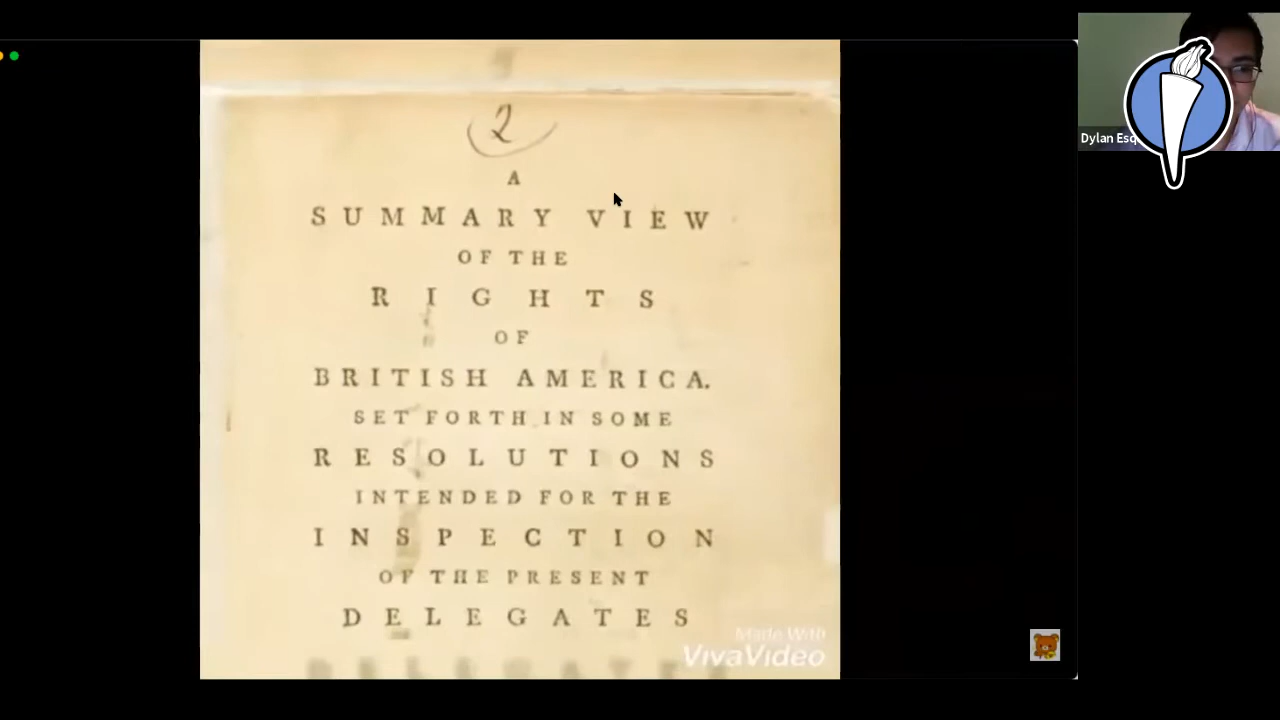 2
A
SUMMARY VIEW
OF THE
RIGHTS
OF
BRITISH AMERICA.
SET FORTH IN SOME
RESOLUTIONS
INTENDED FOR THE
INSPECTION
OF THE PRESENT
DELEGATES
Made With
VivaVideo
Dylan Esq